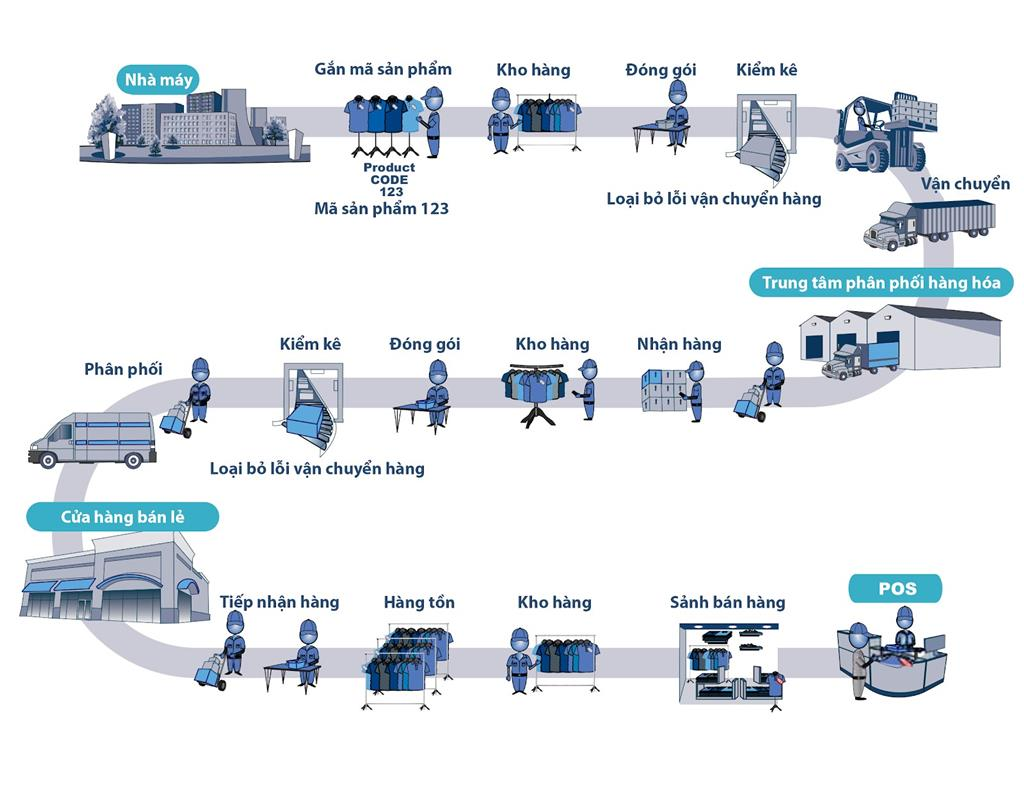 Nhà máy
Gắn mã sản phẩm
Kho hàng
Đóng gói
Kiểm kê
Product
CODE
123
Mã sản phẩm 123
Loại bỏ lỗi vận chuyển hàng
Vận chuyển
Trung tâm phân phối hàng hóa
Phân phối
Kiểm kê
Đóng gói
Kho hàng
Nhận hàng
Loại bỏ lỗi vận chuyển hàng
Cửa hàng bán lẻ
Tiếp nhận hàng
Hàng tồn
Kho hàng
Sảnh bán hàng
POS